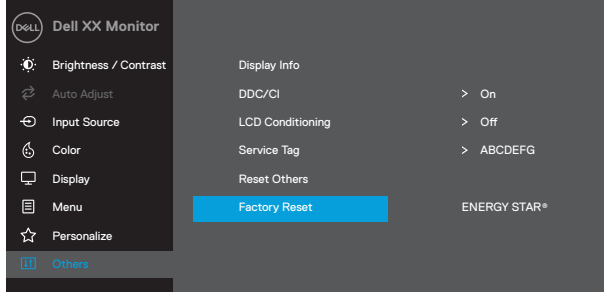 DELL Dell XX Monitor
Brightness / Contrast
Auto Adjust
Input Source
Color
Display
Menu
Personalize
Others
Display Info
DDC/CI > On
LCD Conditioning > Off
Service Tag > ABCDEFG
Reset Others
Factory Reset ENERGY STAR®